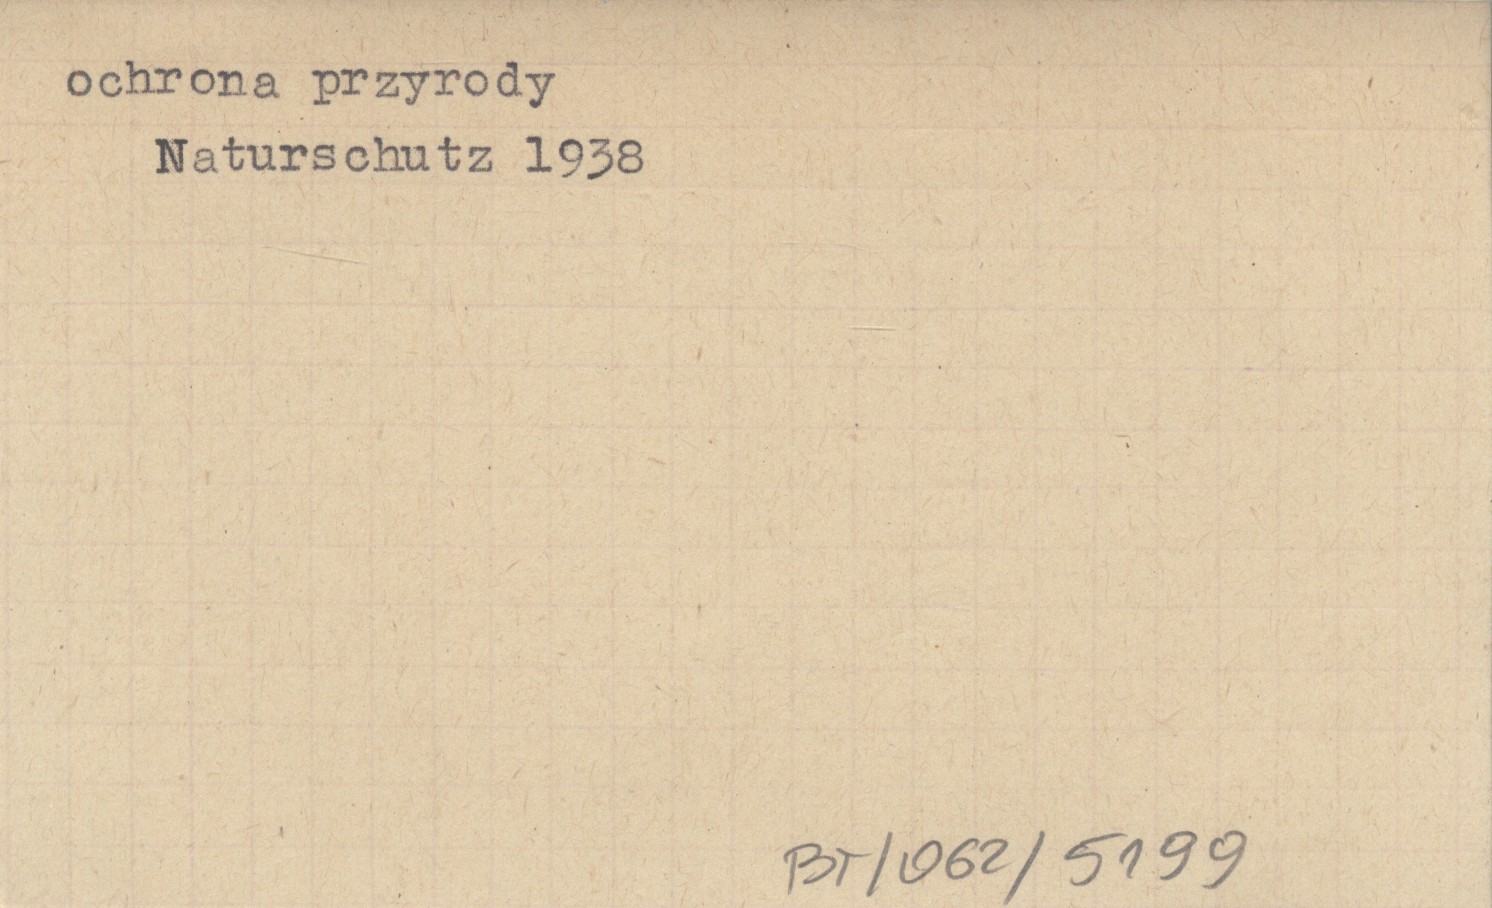 ochrona przyrody
Naturschutz 1938
BT/062/5199